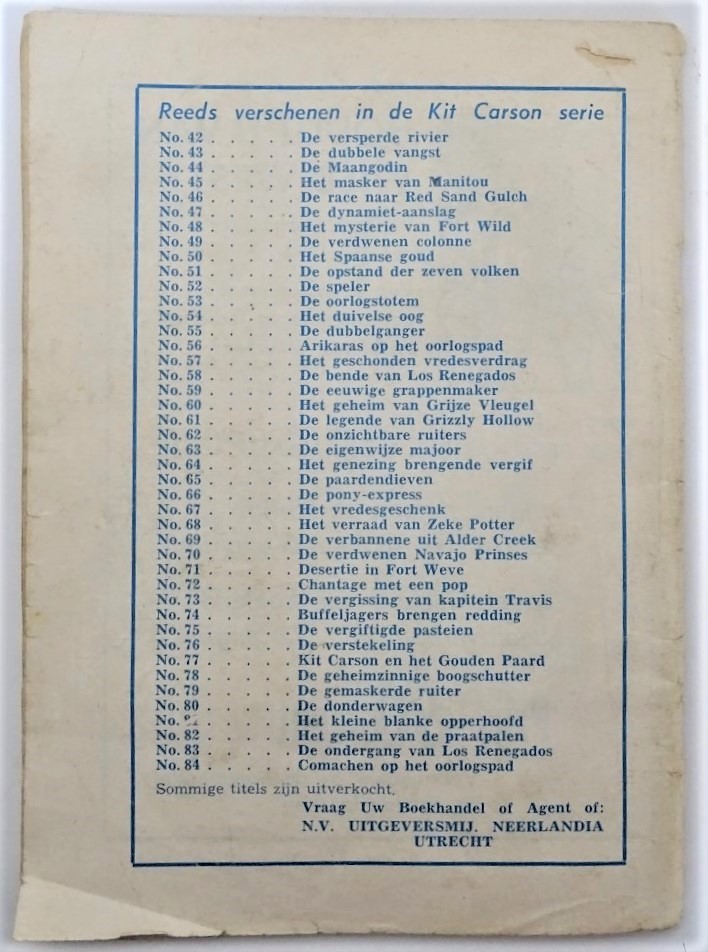 Reeds verschenen in de Kit Carson serie
No. 42 . . . . . De versperde rivier
No. 43 . . . . . De dubbele vangst
No. 44 . . . . . De Maangodin
No. 45 . . . . . Het masker van Manitou
No. 46 . . . . . De race naar Red Sand Gulch
No. 47 . . . . . De dynamiet-aanslag
No. 48 . . . . . Het mysterie van Fort Wild
No. 49 . . . . . De verdwenen colonne
No. 50 . . . . . Het Spaanse goud
No. 51 . . . . . De opstand der zeven volken
No. 52 . . . . . De speler
No. 53 . . . . . De oorlogstotem
No. 54 . . . . . Het duivelse oog
No. 55 . . . . . De dubbelganger
No. 56 . . . . . Arikaras op het oorlogspad
No. 57 . . . . . Het geschonden vredesverdrag
No. 58 . . . . . De bende van Los Renegados
No. 59 . . . . . De eeuwige grappenmaker
No. 60 . . . . . Het geheim van Grijze Vleugel
No. 61 . . . . . De legende van Grizzly Hollow
No. 62 . . . . . De onzichtbare ruiters
No. 63 . . . . . De eigenwijze majoor
No. 64 . . . . . Het genezing brengende vergif
No. 65 . . . . . De paardendieven
No. 66 . . . . . De pony-express
No. 67 . . . . . Het vredesgeschenk
No. 68 . . . . . Het verraad van Zeke Potter
No. 69 . . . . . De verbannene uit Alder Creek
No. 70 . . . . . De verdwenen Navajo Prinses
No. 71 . . . . . Desertie in Fort Weve
No. 72 . . . . . Chantage met een pop
No. 73 . . . . . De vergissing van kapitein Travis
No. 74 . . . . . Buffeljagers brengen redding
No. 75 . . . . . De vergiftigde pasteien
No. 76 . . . . . De verstekeling
No. 77 . . . . . Kit Carson en het Gouden Paard
No. 78 . . . . . De geheimzinnige boogschutter
No. 79 . . . . . De gemaskerde ruiter
No. 80 . . . . . De donderwagen
No. . . . . . Het kleine blanke opperhoofd
No. 82 . . . . . Het geheim van de praatpalen
No. 83 . . . . . De ondergang van Los Renegados
No. 84 . . . . . Comachen op het oorlogspad
Sommige titels zijn uitverkocht.
Vraag Uw Boekhandel of Agent of:
N.V. UITGEVERSMIJ. NEERLANDIA
UTRECHT